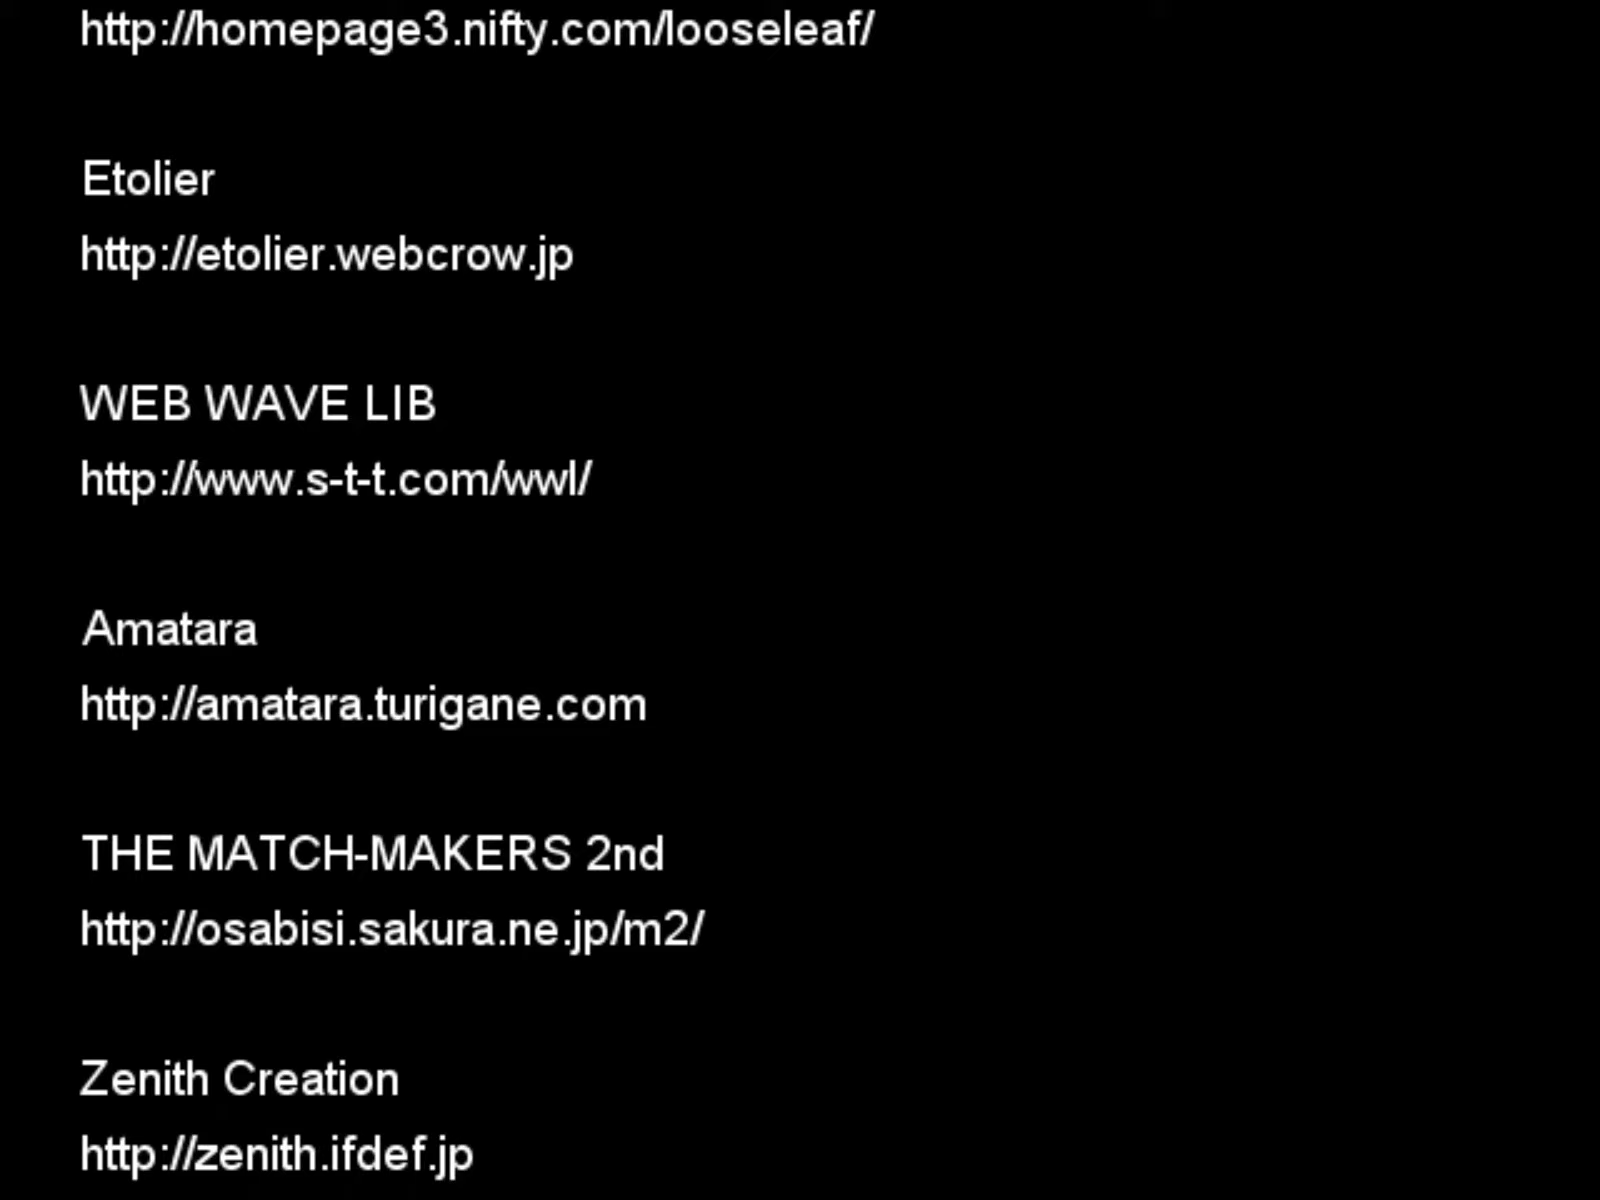 http://homepage3.nifty.com/looseleaf/
Etolier
http://etolier.webcrow.jp
WEB WAVE LIB
http://www.s-t-t.com/wwl/
Amatara
http://amatara.turigane.com
THE MATCH-MAKERS 2nd
http://osabisi.sakura.ne.jp/m2/
Zenith Creation
http://zenith.ifdef.jp